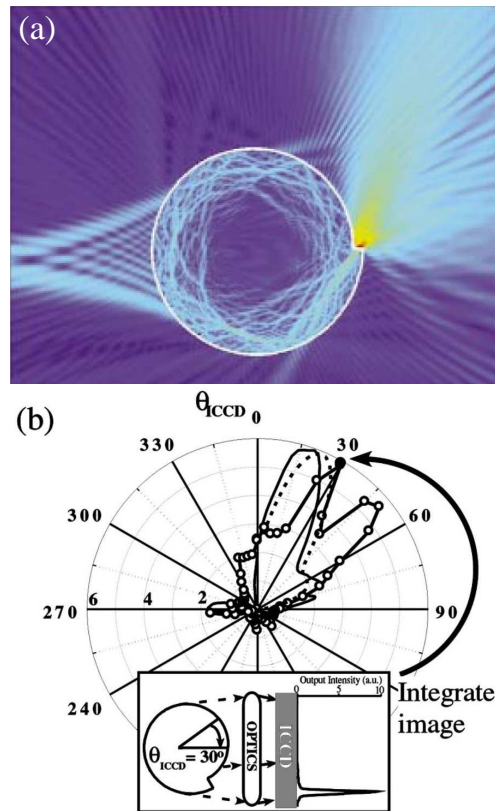 (a)
(b)
θICCD 0
330
30
300
60
6 4 2
270
90
240
Integrate
image
Output Intensity (a.u.)
0 5 10
θICCD = 30º
OPTICS
ICCD